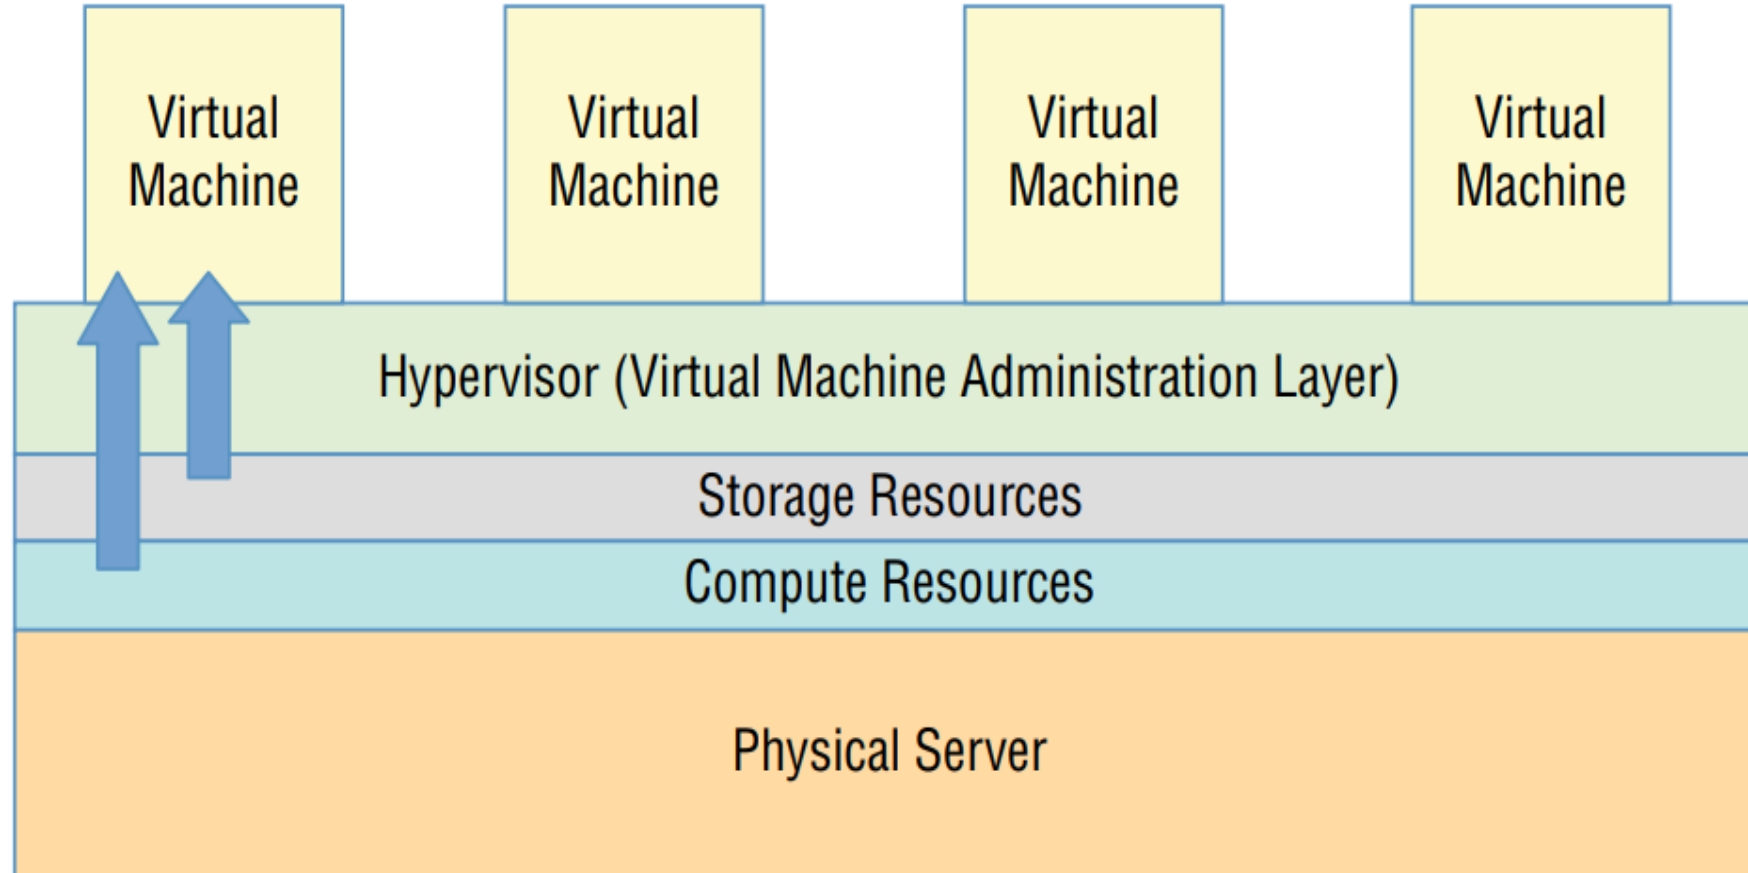 Virtual
Machine
Virtual
Machine
Virtual
Machine
Virtual
Machine
Hypervisor (Virtual Machine Administration Layer)
Storage Resources
Compute Resources
Physical Server